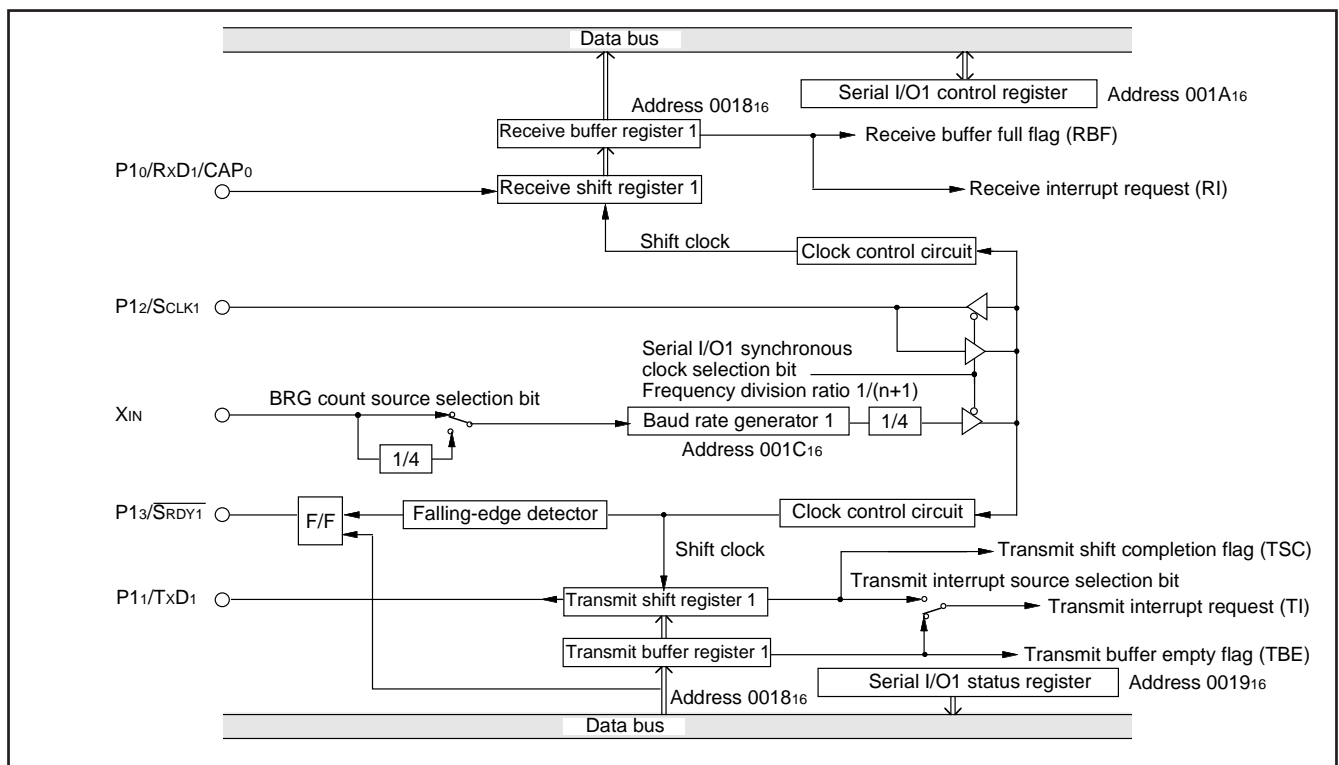 Data bus
Serial I/O1 control register
Address 001A16
Address 001816
Receive buffer register 1
Receive buffer full flag (RBF)
P10/RXD1/CAP0
Receive shift register 1
Receive interrupt request (RI)
Shift clock
Clock control circuit
P12/SCLK1
Serial I/O1 synchronous
clock selection bit
Frequency division ratio 1/(n+1)
BRG count source selection bit
XIN
Baud rate generator 1
1/4
Address 001C16
1/4
P13/SRDY1
F/F
Falling-edge detector
Clock control circuit
Shift clock
Transmit shift completion flag (TSC)
Transmit interrupt source selection bit
P11/TXD1
Transmit shift register 1
Transmit interrupt request (TI)
Transmit buffer register 1
Transmit buffer empty flag (TBE)
Address 001816
Serial I/O1 status register
Address 001916
Data bus